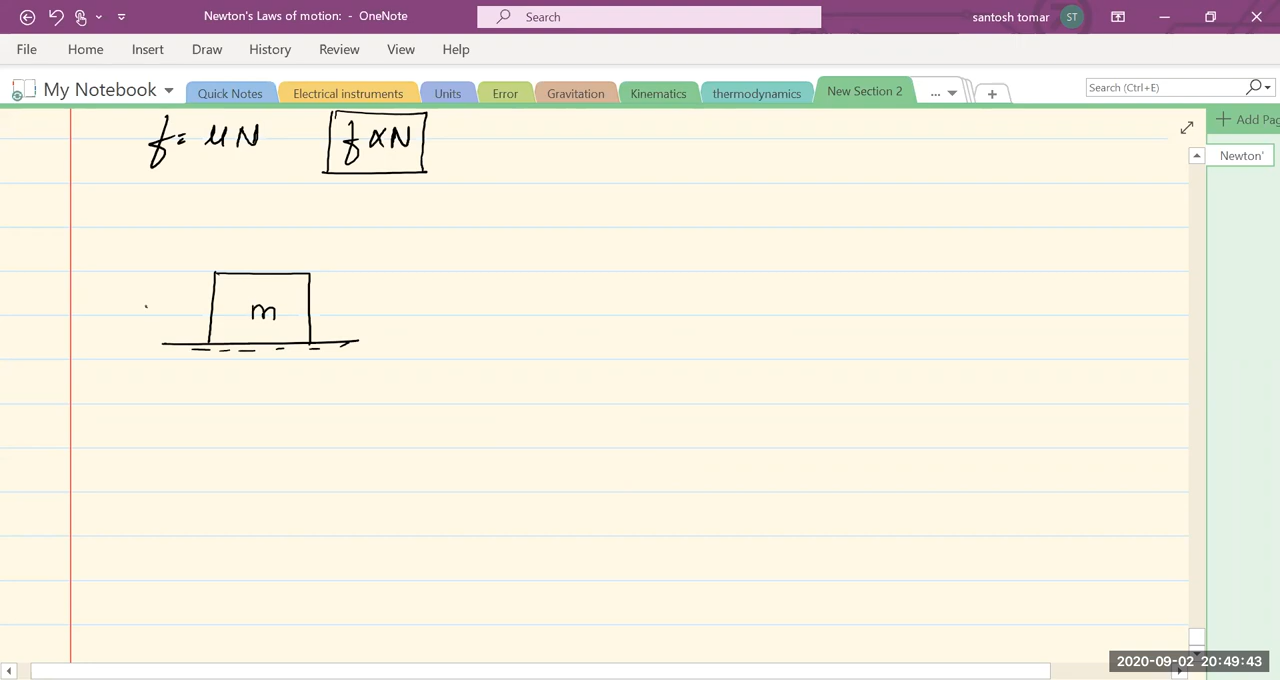 Newton's Laws of motion: - OneNote
Search
santosh tomar
ST
File Home Insert Draw History Review View Help
My Notebook
Quick Notes
Electrical instruments
Units
Error
Gravitation
Kinematics
thermodynamics
New Section 2
...
Search (Ctrl+E)
Add Pag
Newton'
f = μ N
f ∝ N
m
2020-09-02 20:49:43